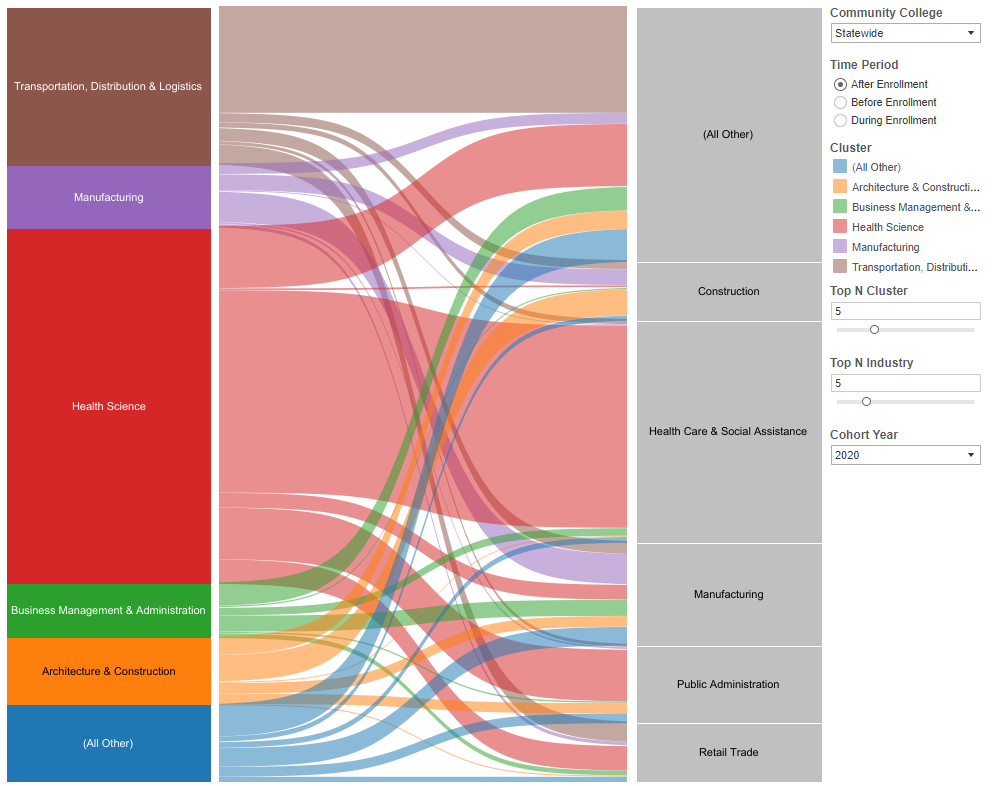 Transportation, Distribution & Logistics
Manufacturing
Health Science
Business Management & Administration
Architecture & Construction
(All Other)
(All Other)
Construction
Health Care & Social Assistance
Manufacturing
Public Administration
Retail Trade
Community College
Statewide
Time Period
After Enrollment
Before Enrollment
During Enrollment
Cluster
(All Other)
Architecture & Constructi...
Business Management &...
Health Science
Manufacturing
Transportation, Distributi...
Top N Cluster
5
Top N Industry
5
Cohort Year
2020